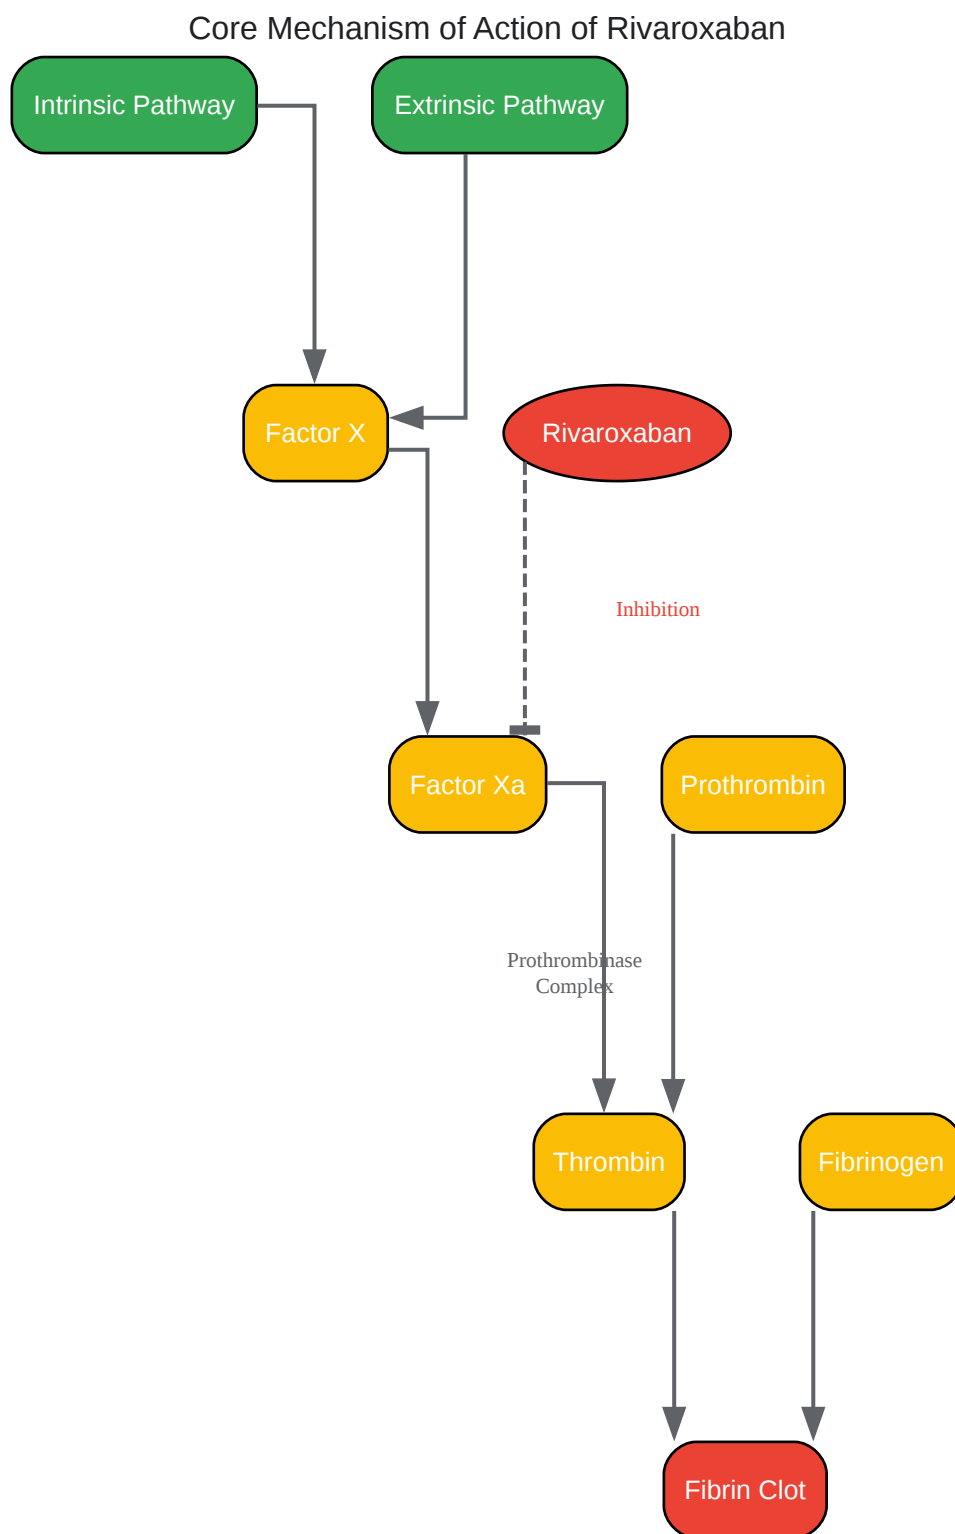 Core Mechanism of Action of Rivaroxaban
Intrinsic Pathway
Extrinsic Pathway
Factor X
Rivaroxaban
Inhibition
Factor Xa
Prothrombin
Prothrombinase
Complex
Thrombin
Fibrinogen
Fibrin Clot